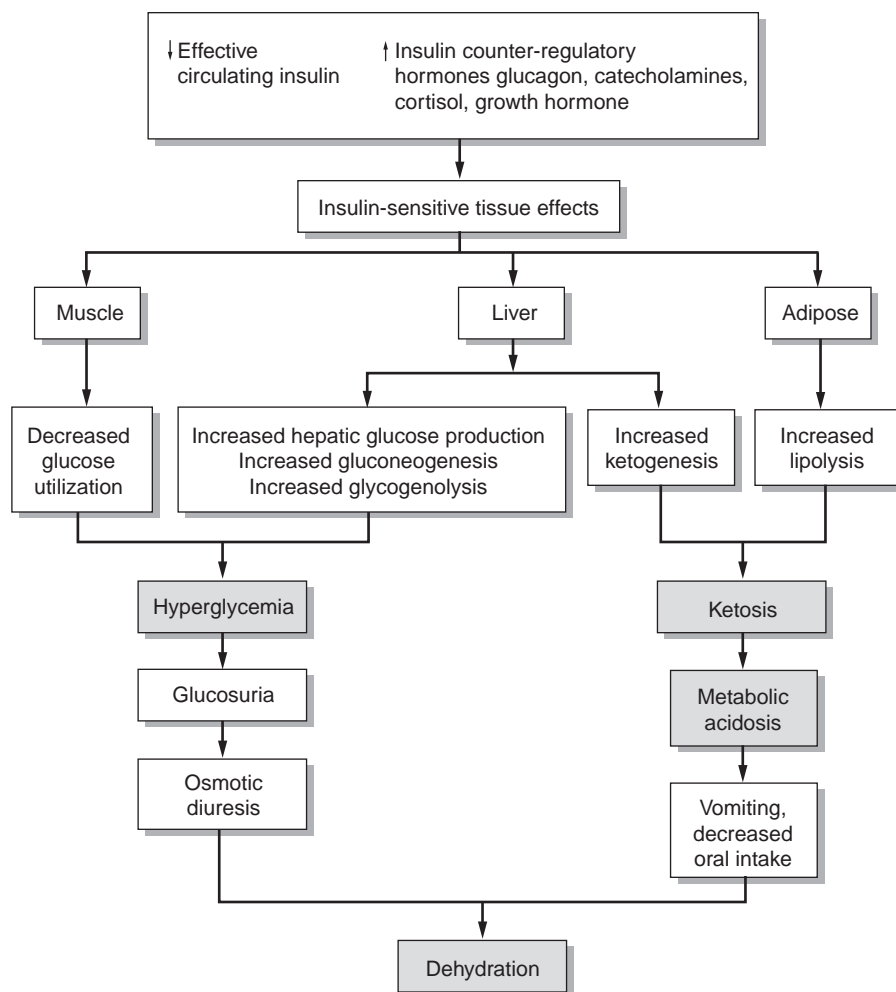 ↓ Effective
circulating insulin
↑ Insulin counter-regulatory
hormones glucagon, catecholamines,
cortisol, growth hormone
Insulin-sensitive tissue effects
Muscle
Liver
Adipose
Decreased
glucose
utilization
Increased hepatic glucose production
Increased gluconeogenesis
Increased glycogenolysis
Increased
ketogenesis
Increased
lipolysis
Hyperglycemia
Ketosis
Glucosuria
Metabolic
acidosis
Osmotic
diuresis
Vomiting,
decreased
oral intake
Dehydration